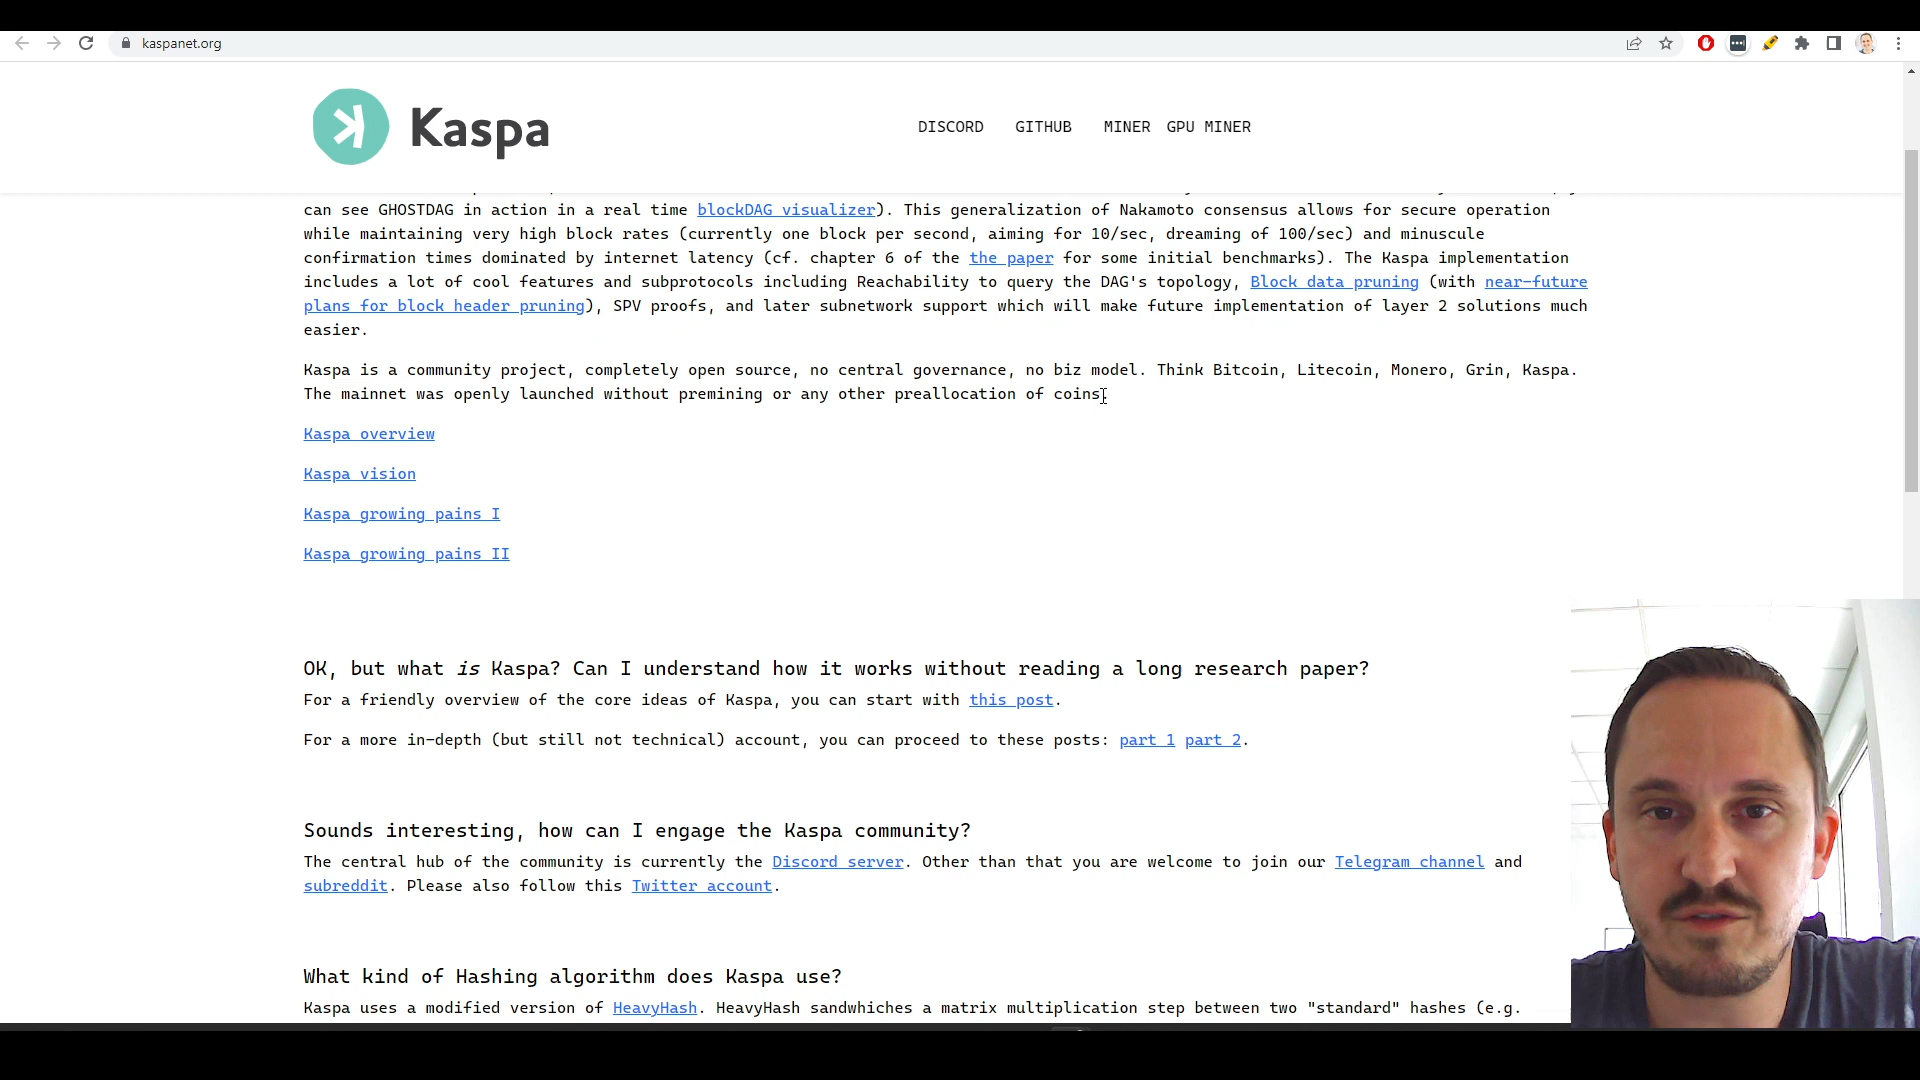 kaspanet.org
Kaspa
DISCORD GITHUB MINER GPU MINER
can see GHOSTDAG in action in a real time blockDAG visualizer). This generalization of Nakamoto consensus allows for secure operation
while maintaining very high block rates (currently one block per second, aiming for 10/sec, dreaming of 100/sec) and minuscule
confirmation times dominated by internet latency (cf. chapter 6 of the the paper for some initial benchmarks). The Kaspa implementation
includes a lot of cool features and subprotocols including Reachability to query the DAG's topology, Block data pruning (with near-future
plans for block header pruning), SPV proofs, and later subnetwork support which will make future implementation of layer 2 solutions much
easier.
Kaspa is a community project, completely open source, no central governance, no biz model. Think Bitcoin, Litecoin, Monero, Grin, Kaspa.
The mainnet was openly launched without premining or any other preallocation of coins.
Kaspa overview
Kaspa vision
Kaspa growing pains I
Kaspa growing pains II
OK, but what is Kaspa? Can I understand how it works without reading a long research paper?
For a friendly overview of the core ideas of Kaspa, you can start with this post.
For a more in-depth (but still not technical) account, you can proceed to these posts: part 1 part 2.
Sounds interesting, how can I engage the Kaspa community?
The central hub of the community is currently the Discord server. Other than that you are welcome to join our Telegram channel and
subreddit. Please also follow this Twitter account.
What kind of Hashing algorithm does Kaspa use?
Kaspa uses a modified version of HeavyHash. HeavyHash sandwhiches a matrix multiplication step between two "standard" hashes (e.g.